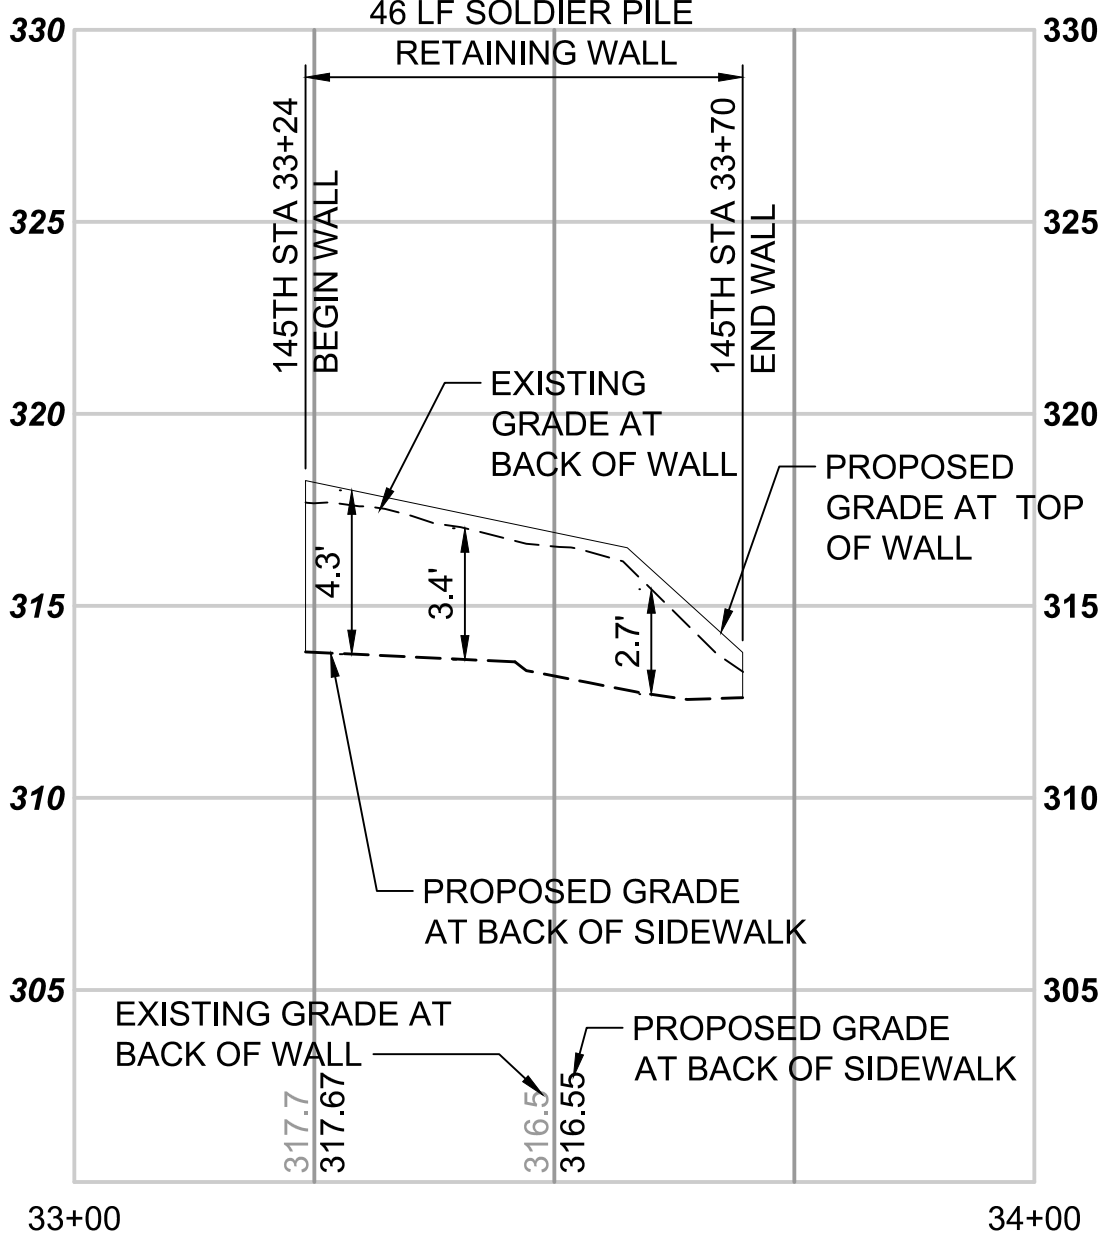 46 LF SOLDIER PILE
RETAINING WALL
330
330
145TH STA 33+24
BEGIN WALL
145TH STA 33+70
END WALL
325
325
EXISTING
GRADE AT
BACK OF WALL
320
320
PROPOSED
GRADE AT TOP
OF WALL
4.3'
3.4'
2.7'
315
315
310
310
PROPOSED GRADE
AT BACK OF SIDEWALK
305
305
EXISTING GRADE AT
BACK OF WALL
PROPOSED GRADE
AT BACK OF SIDEWALK
317.7
317.67
316.5
316.55
33+00
34+00